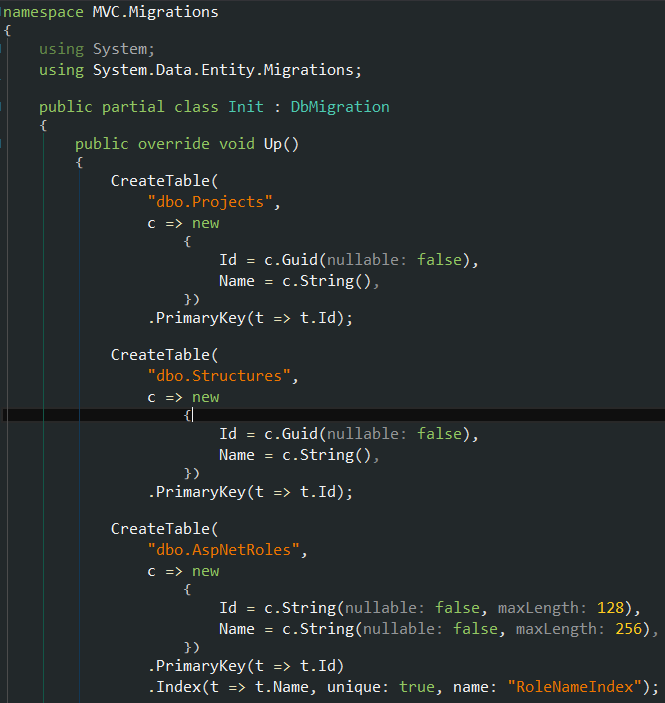 namespace MVC.Migrations
{
    using System;
    using System.Data.Entity.Migrations;
    public partial class Init : DbMigration
    {
        public override void Up()
        {
            CreateTable(
                "dbo.Projects",
                c => new
                    {
                        Id = c.Guid(nullable: false),
                        Name = c.String(),
                    })
                .PrimaryKey(t => t.Id);
            CreateTable(
                "dbo.Structures",
                c => new
                    {
                        Id = c.Guid(nullable: false),
                        Name = c.String(),
                    })
                .PrimaryKey(t => t.Id);
            CreateTable(
                "dbo.AspNetRoles",
                c => new
                    {
                        Id = c.String(nullable: false, maxLength: 128),
                        Name = c.String(nullable: false, maxLength: 256),
                    })
                .PrimaryKey(t => t.Id)
                .Index(t => t.Name, unique: true, name: "RoleNameIndex");